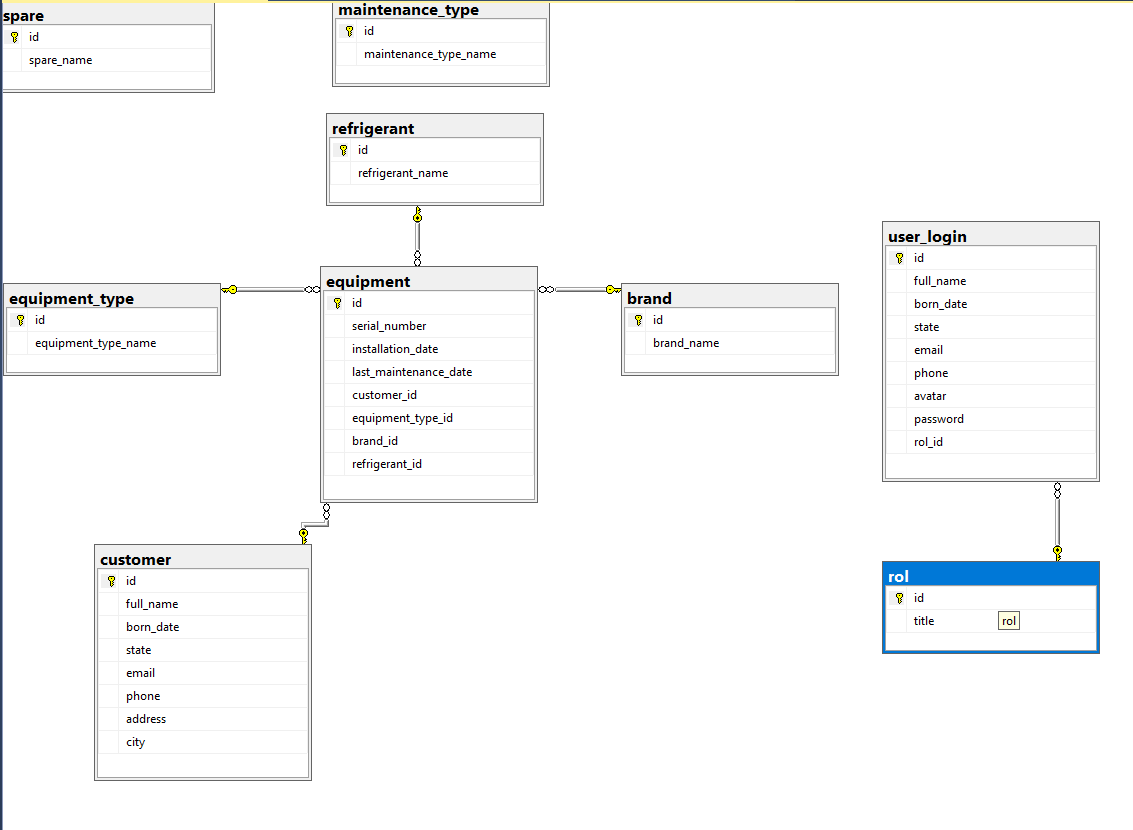 spare
id
spare_name
maintenance_type
id
maintenance_type_name
refrigerant
id
refrigerant_name
equipment_type
id
equipment_type_name
equipment
id
serial_number
installation_date
last_maintenance_date
customer_id
equipment_type_id
brand_id
refrigerant_id
brand
id
brand_name
user_login
id
full_name
born_date
state
email
phone
avatar
password
rol_id
customer
id
full_name
born_date
state
email
phone
address
city
rol
id
title
rol